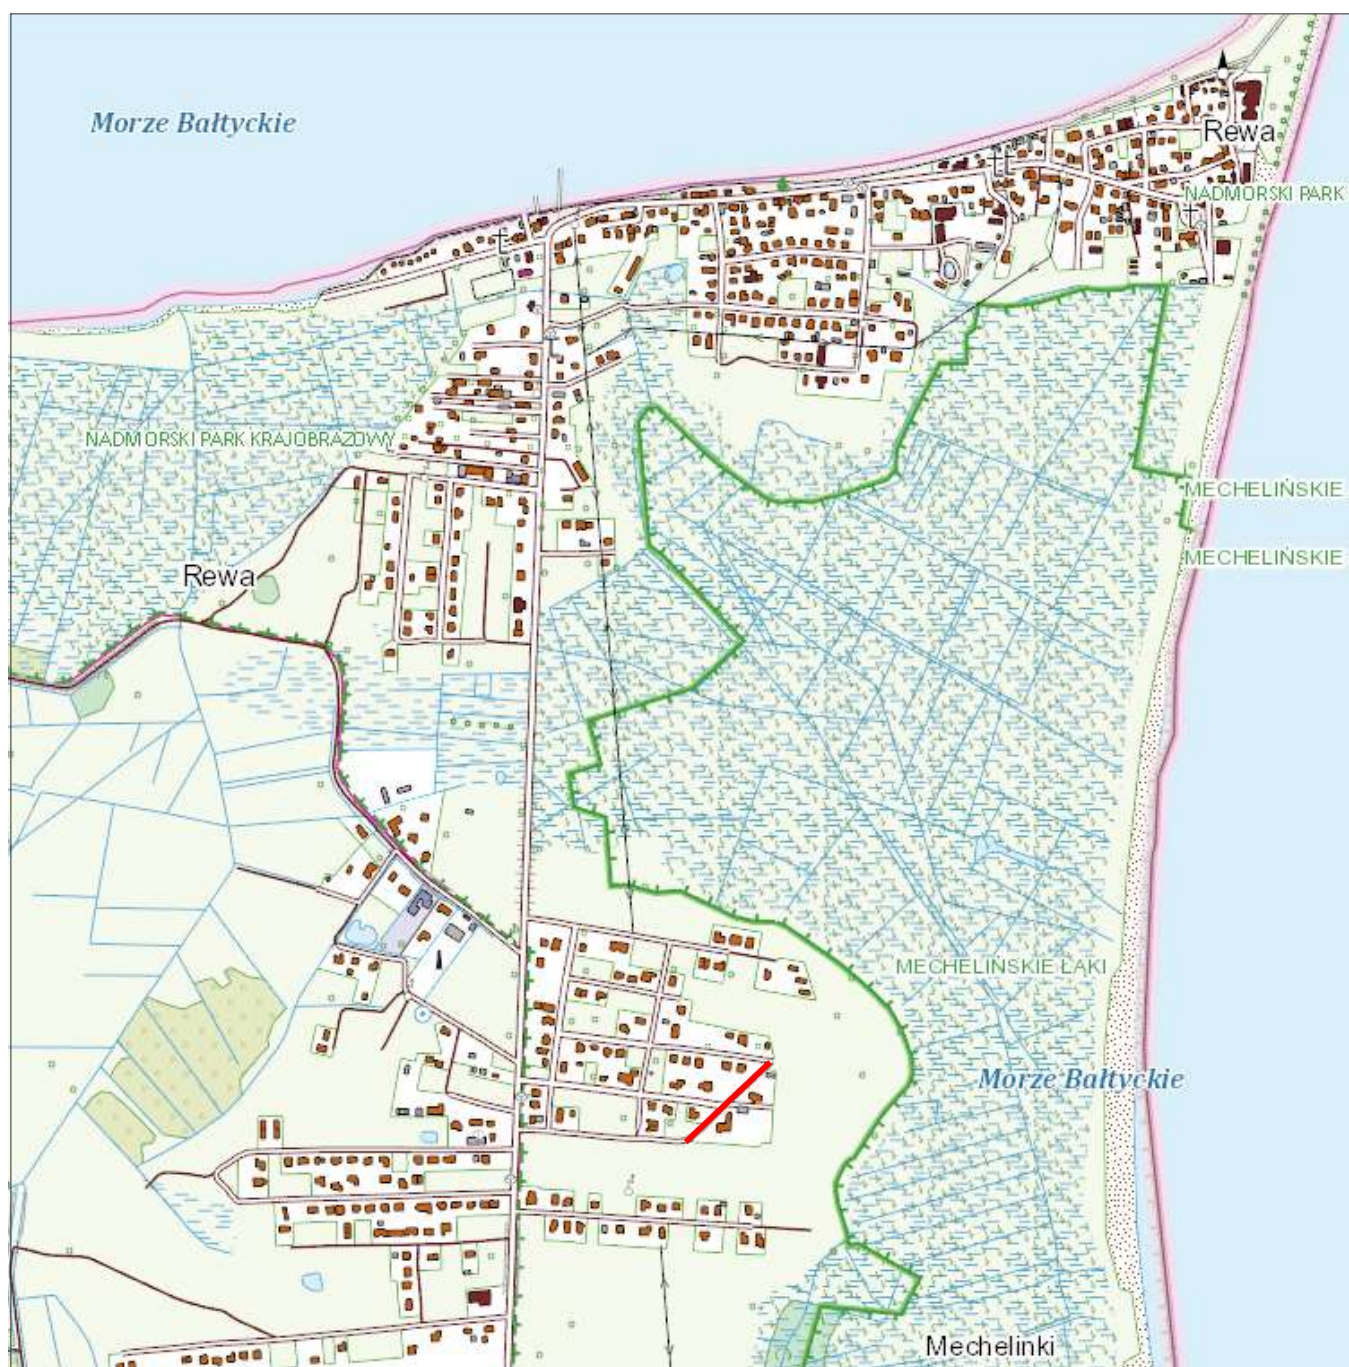 Morze Bałtyckie
Rewa
NADMORSKI PARK
NADMORSKI PARK KRAJOBRAZOWY
MECHELIŃSKIE
MECHELIŃSKIE
Rewa
MECHELIŃSKIE ŁĄKI
Morze Bałtyckie
Mechelinki